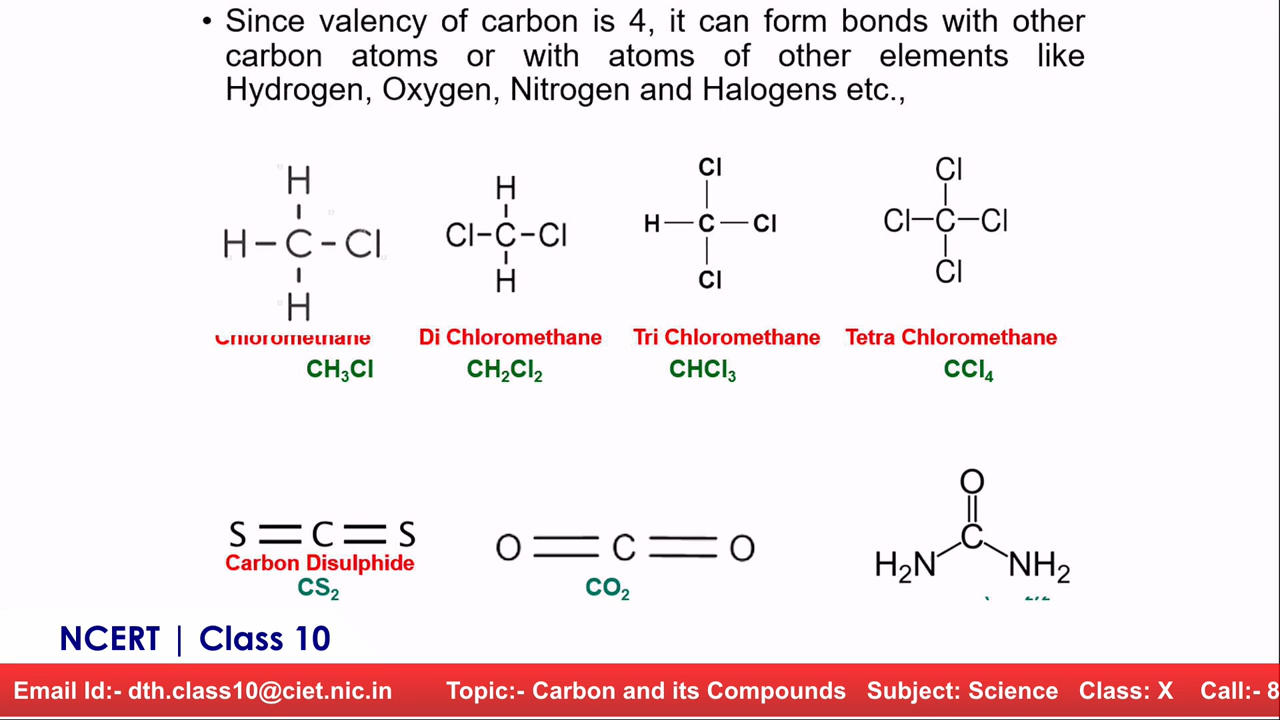 • Since valency of carbon is 4, it can form bonds with other
carbon atoms or with atoms of other elements like
Hydrogen, Oxygen, Nitrogen and Halogens etc.,
H
H–C–Cl
H
H
Cl–C–Cl
H
Cl
H—C—Cl
Cl
Cl
Cl–C–Cl
Cl
Chloromethane Di Chloromethane Tri Chloromethane Tetra Chloromethane
CH₃Cl CH₂Cl₂ CHCl₃ CCl₄
S=C=S
Carbon Disulphide
CS₂
O=C=O
CO₂
O
C
H₂N NH₂
NCERT | Class 10
Email Id:- dth.class10@ciet.nic.in Topic:- Carbon and its Compounds Subject: Science Class: X Call:- 8